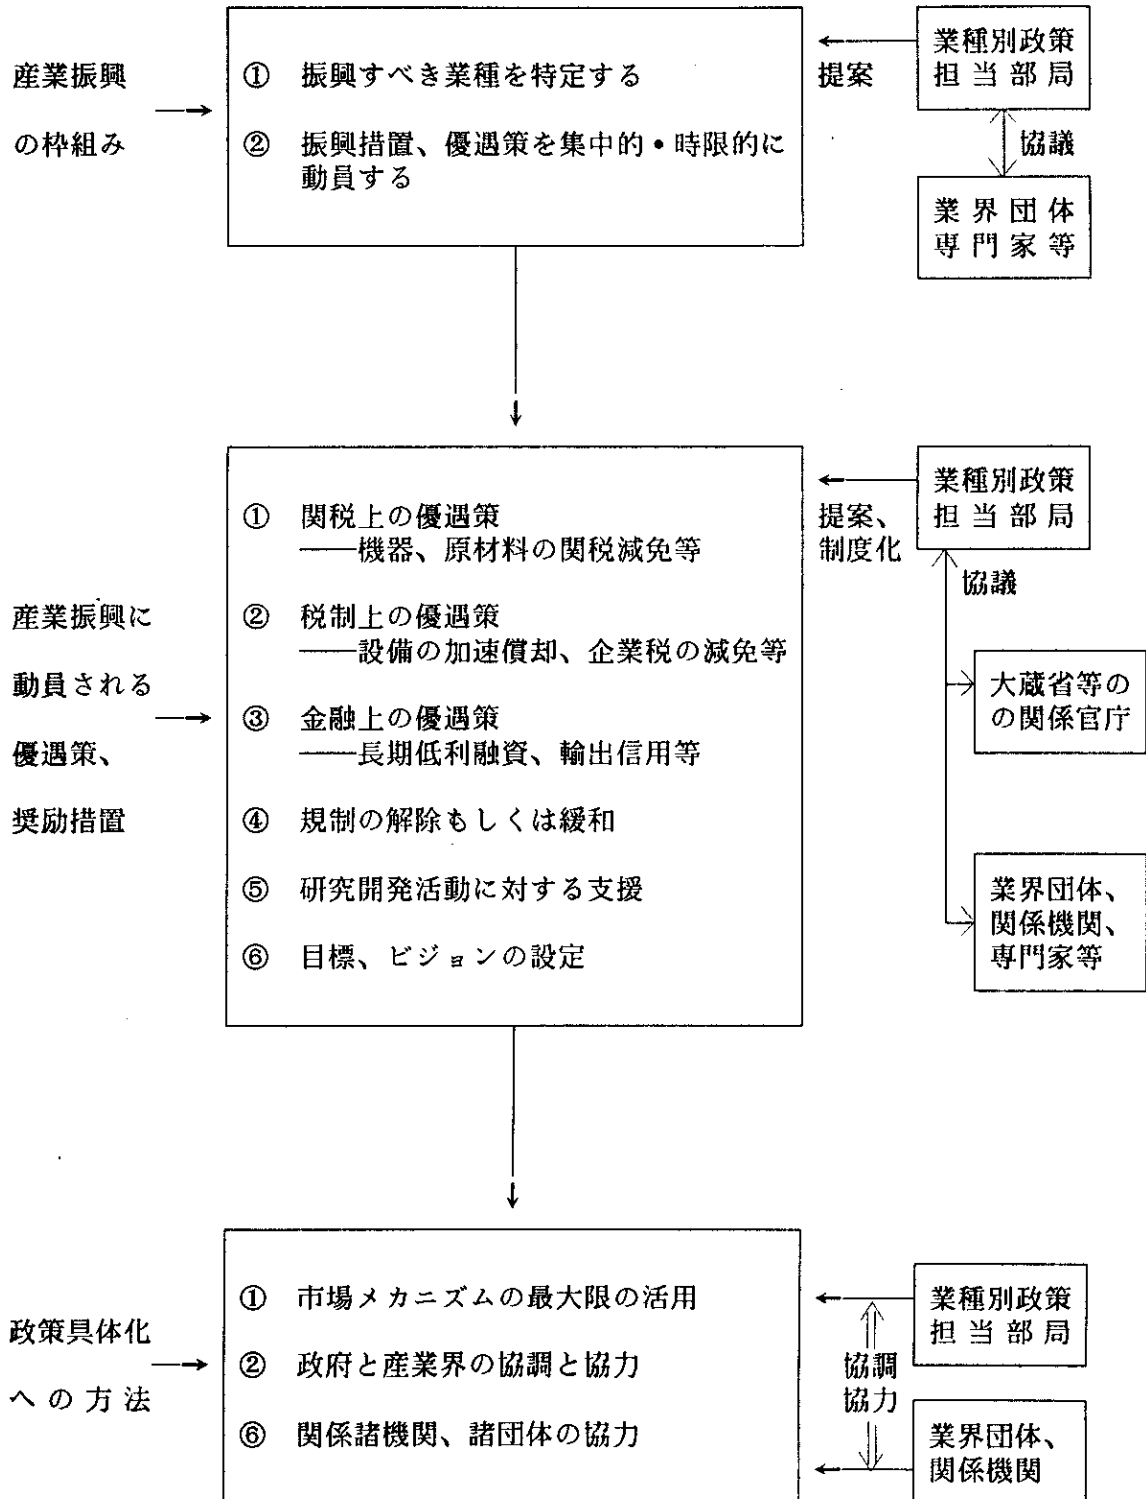 産業振興
の枠組み
① 振興すべき業種を特定する
② 振興措置、優遇策を集中的・時限的に
動員する
提案
業種別政策
担当部局
協議
業界団体
専門家等
産業振興に
動員される
優遇策、
奨励措置
① 関税上の優遇策
——機器、原材料の関税減免等
② 税制上の優遇策
——設備の加速償却、企業税の減免等
③ 金融上の優遇策
——長期低利融資、輸出信用等
④ 規制の解除もしくは緩和
⑤ 研究開発活動に対する支援
⑥ 目標、ビジョンの設定
提案、
制度化
業種別政策
担当部局
協議
大蔵省等の
の関係官庁
業界団体、
関係機関、
専門家等
政策具体化
への方法
① 市場メカニズムの最大限の活用
② 政府と産業界の協調と協力
⑥ 関係諸機関、諸団体の協力
業種別政策
担当部局
協調
協力
業界団体、
関係機関